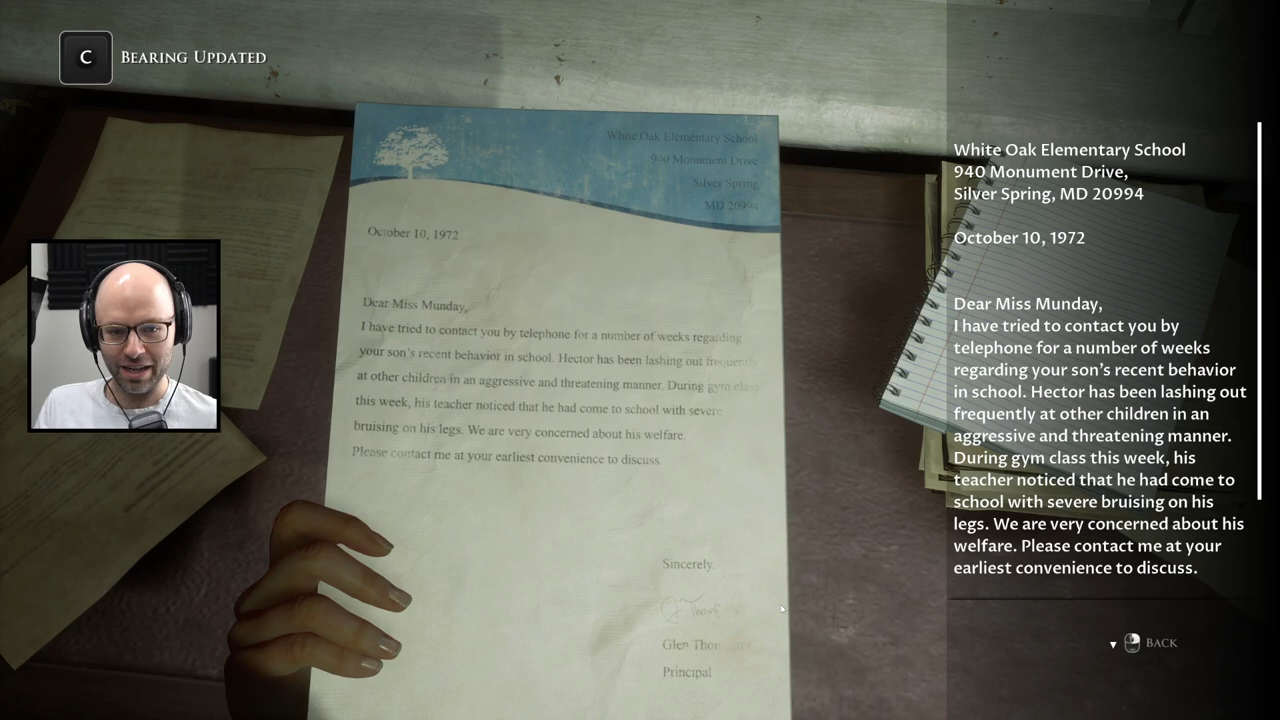 C
BEARING UPDATED
White Oak Elementary School
940 Monument Drive
Silver Spring
MD 20994
October 10, 1972
Dear Miss Munday,
I have tried to contact you by telephone for a number of weeks regarding
your son's recent behavior in school. Hector has been lashing out frequently
at other children in an aggressive and threatening manner. During gym class
this week, his teacher noticed that he had come to school with severe
bruising on his legs. We are very concerned about his welfare.
Please contact me at your earliest convenience to discuss.
Sincerely
Glen
Principal
White Oak Elementary School
940 Monument Drive,
Silver Spring, MD 20994
October 10, 1972
Dear Miss Munday,
I have tried to contact you by
telephone for a number of weeks
regarding your son's recent behavior
in school. Hector has been lashing out
frequently at other children in an
aggressive and threatening manner.
During gym class this week, his
teacher noticed that he had come to
school with severe bruising on his
legs. We are very concerned about his
welfare. Please contact me at your
earliest convenience to discuss.
BACK